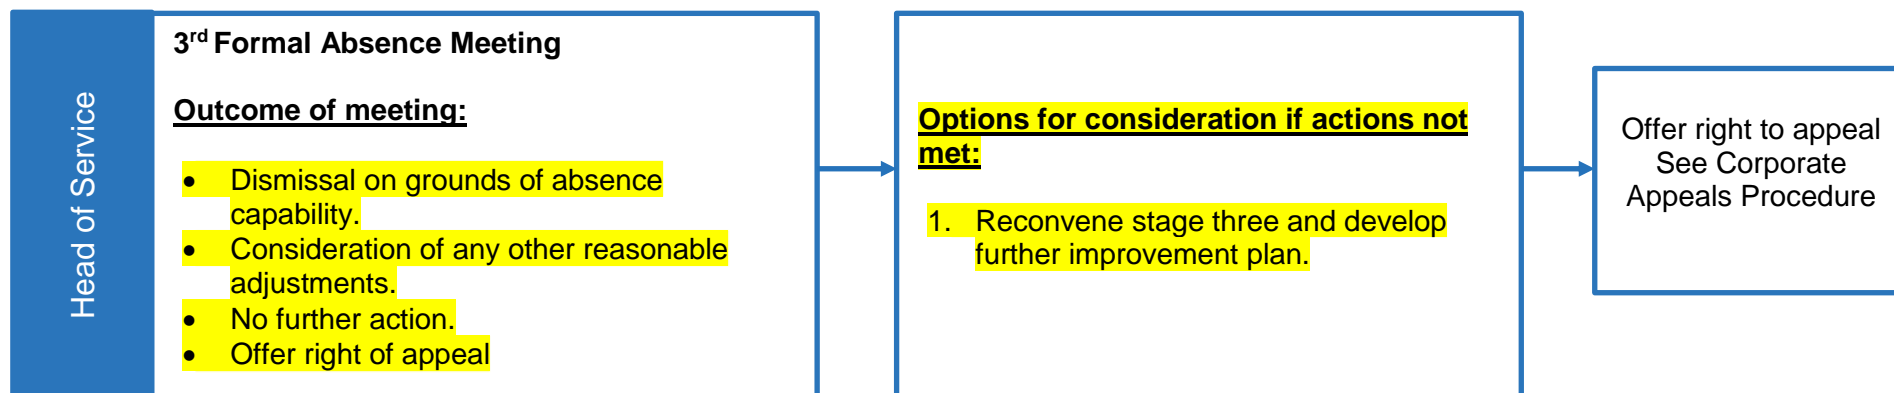 Head of Service
3rd Formal Absence Meeting
Outcome of meeting:
• Dismissal on grounds of absence
capability.
• Consideration of any other reasonable
adjustments.
• No further action.
• Offer right of appeal
Options for consideration if actions not
met:
1. Reconvene stage three and develop
further improvement plan.
Offer right to appeal
See Corporate
Appeals Procedure